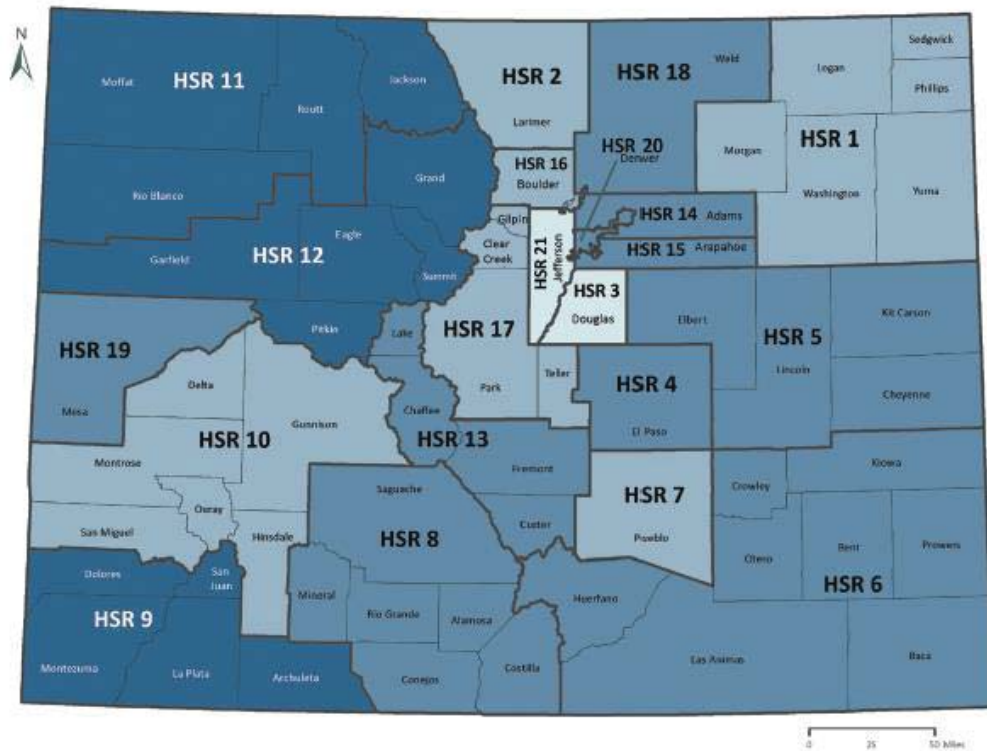 N
Moffat
HSR 11
Jackson
HSR 2
HSR 18
Weld
Logan
Sedgwick
Phillips
Routt
Larimer
HSR 20
Denver
Morgan
HSR 1
HSR 16
Boulder
Rio Blanco
Grand
Washington
Yuma
Gilpin
HSR 14
Adams
Eagle
Clear
Creek
HSR 21
Jefferson
HSR 15
Arapahoe
Garfield
HSR 12
Summit
HSR 3
Douglas
Pitkin
Lake
HSR 17
Elbert
Kit Carson
HSR 19
HSR 5
Lincoln
Delta
Park
Teller
HSR 4
Cheyenne
Mesa
Gunnison
Chaffee
HSR 10
HSR 13
El Paso
Montrose
Fremont
Kiowa
Saguache
Crowley
Ouray
HSR 7
San Miguel
Hinsdale
Custer
Pueblo
HSR 8
Otero
Bent
Prowers
Dolores
San
Juan
HSR 6
Mineral
Huerfano
HSR 9
Rio Grande
Alamosa
Montezuma
La Plata
Archuleta
Conejos
Costilla
Las Animas
Baca
0 25 50 Miles